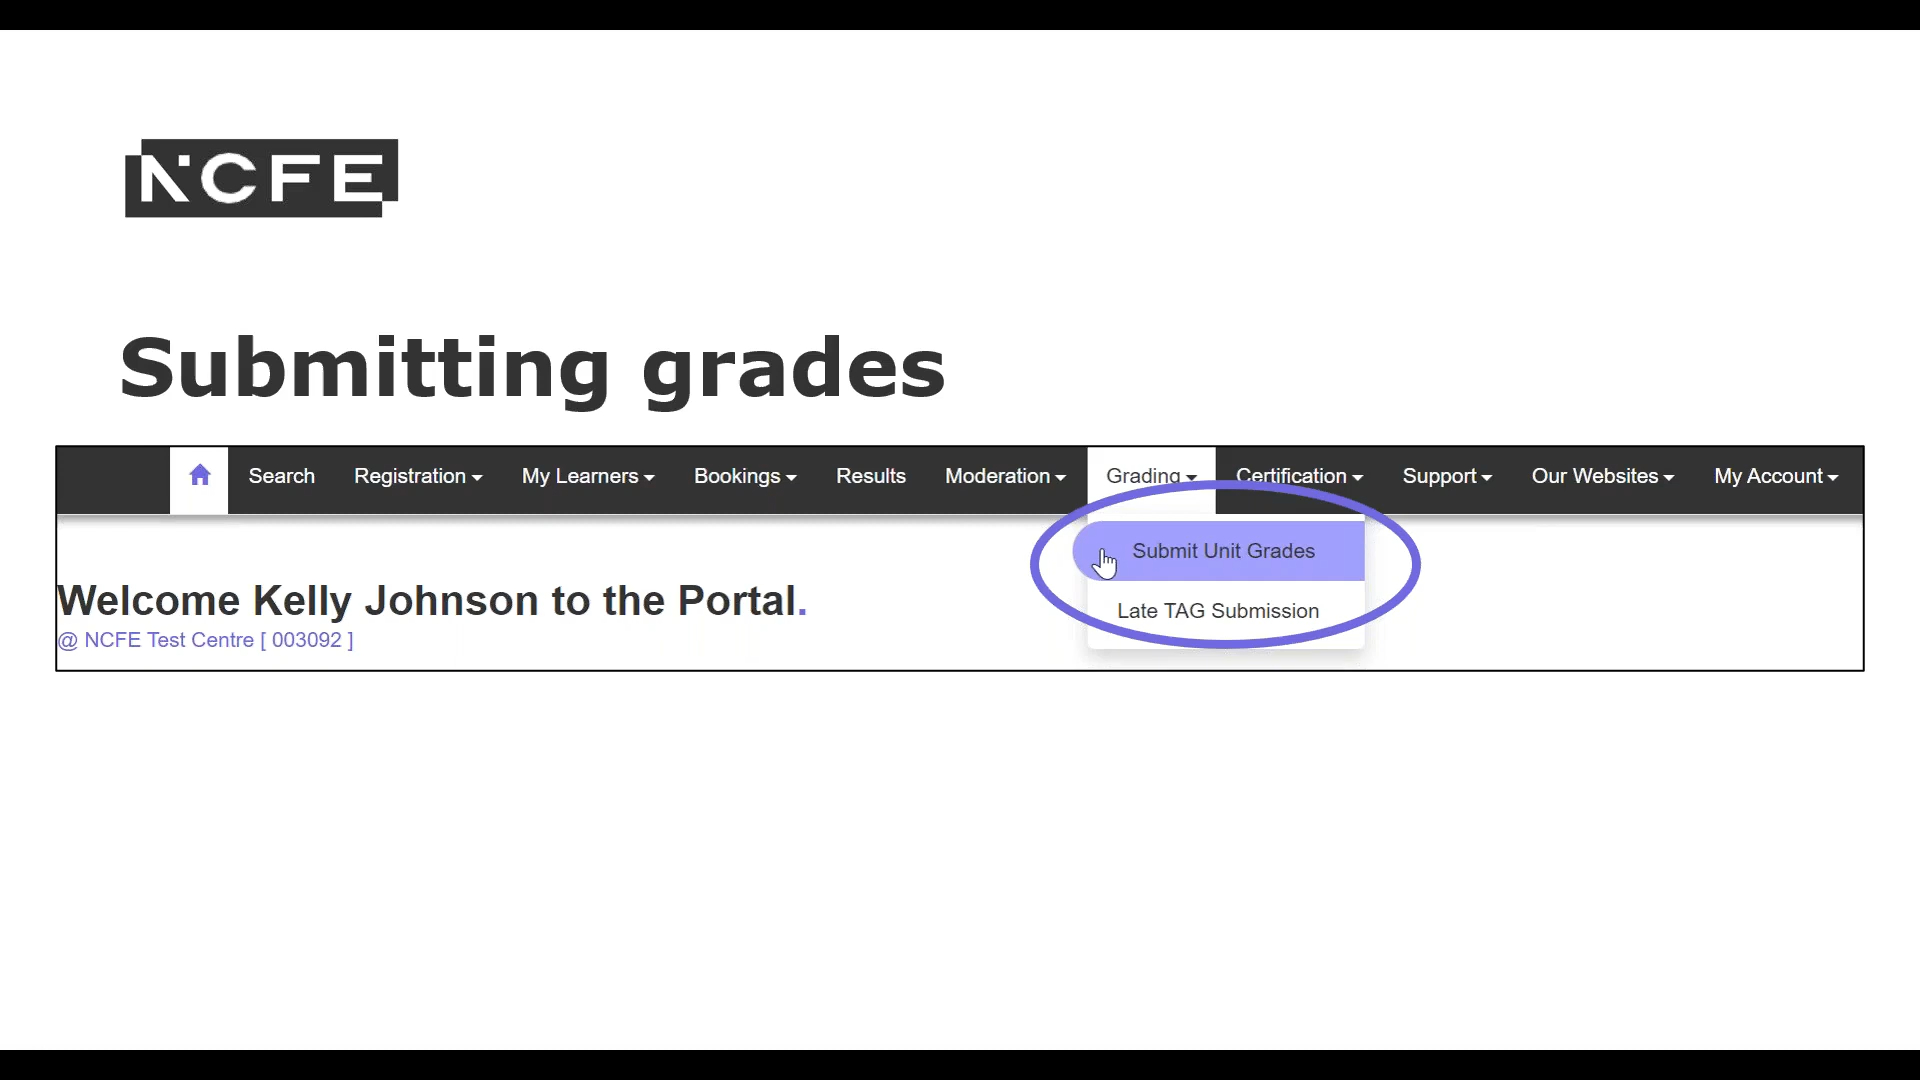 NCFE
Submitting grades
Search Registration My Learners Bookings Results Moderation Grading Certification Support Our Websites My Account
Submit Unit Grades
Late TAG Submission
Welcome Kelly Johnson to the Portal.
@ NCFE Test Centre [ 003092 ]